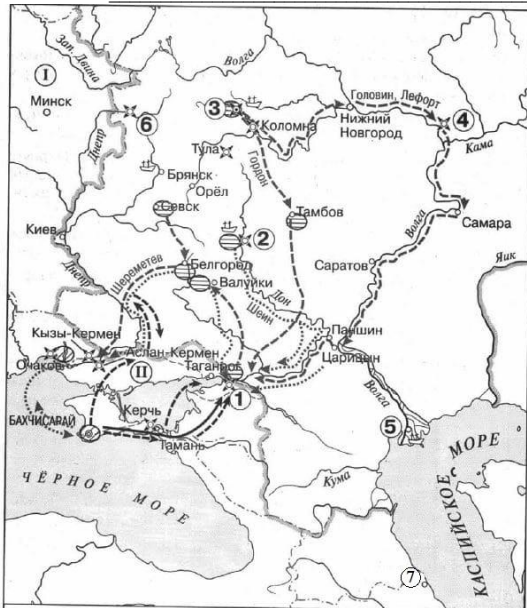 Зап. Двина
I
Минск
Волга
3
Головин, Лефорт
Нижний
Новгород
4
Коломна
6
Днепр
Тула
Гордон
Кама
Брянск
Орёл
Севск
Тамбов
Самара
2
Волга
Киев
Днепр
Шереметев
Белгород
Валуйки
Саратов
Дон
Шеин
Яик
Паншин
Царицын
Кызы-Кермен
Очаков
Аслан-Кермен
II
Таганрог
1
Волга
БАХЧИСАРАЙ
Керчь
Тамань
5
Кума
ЧЁРНОЕ МОРЕ
КАСПИЙСКОЕ МОРЕ
7